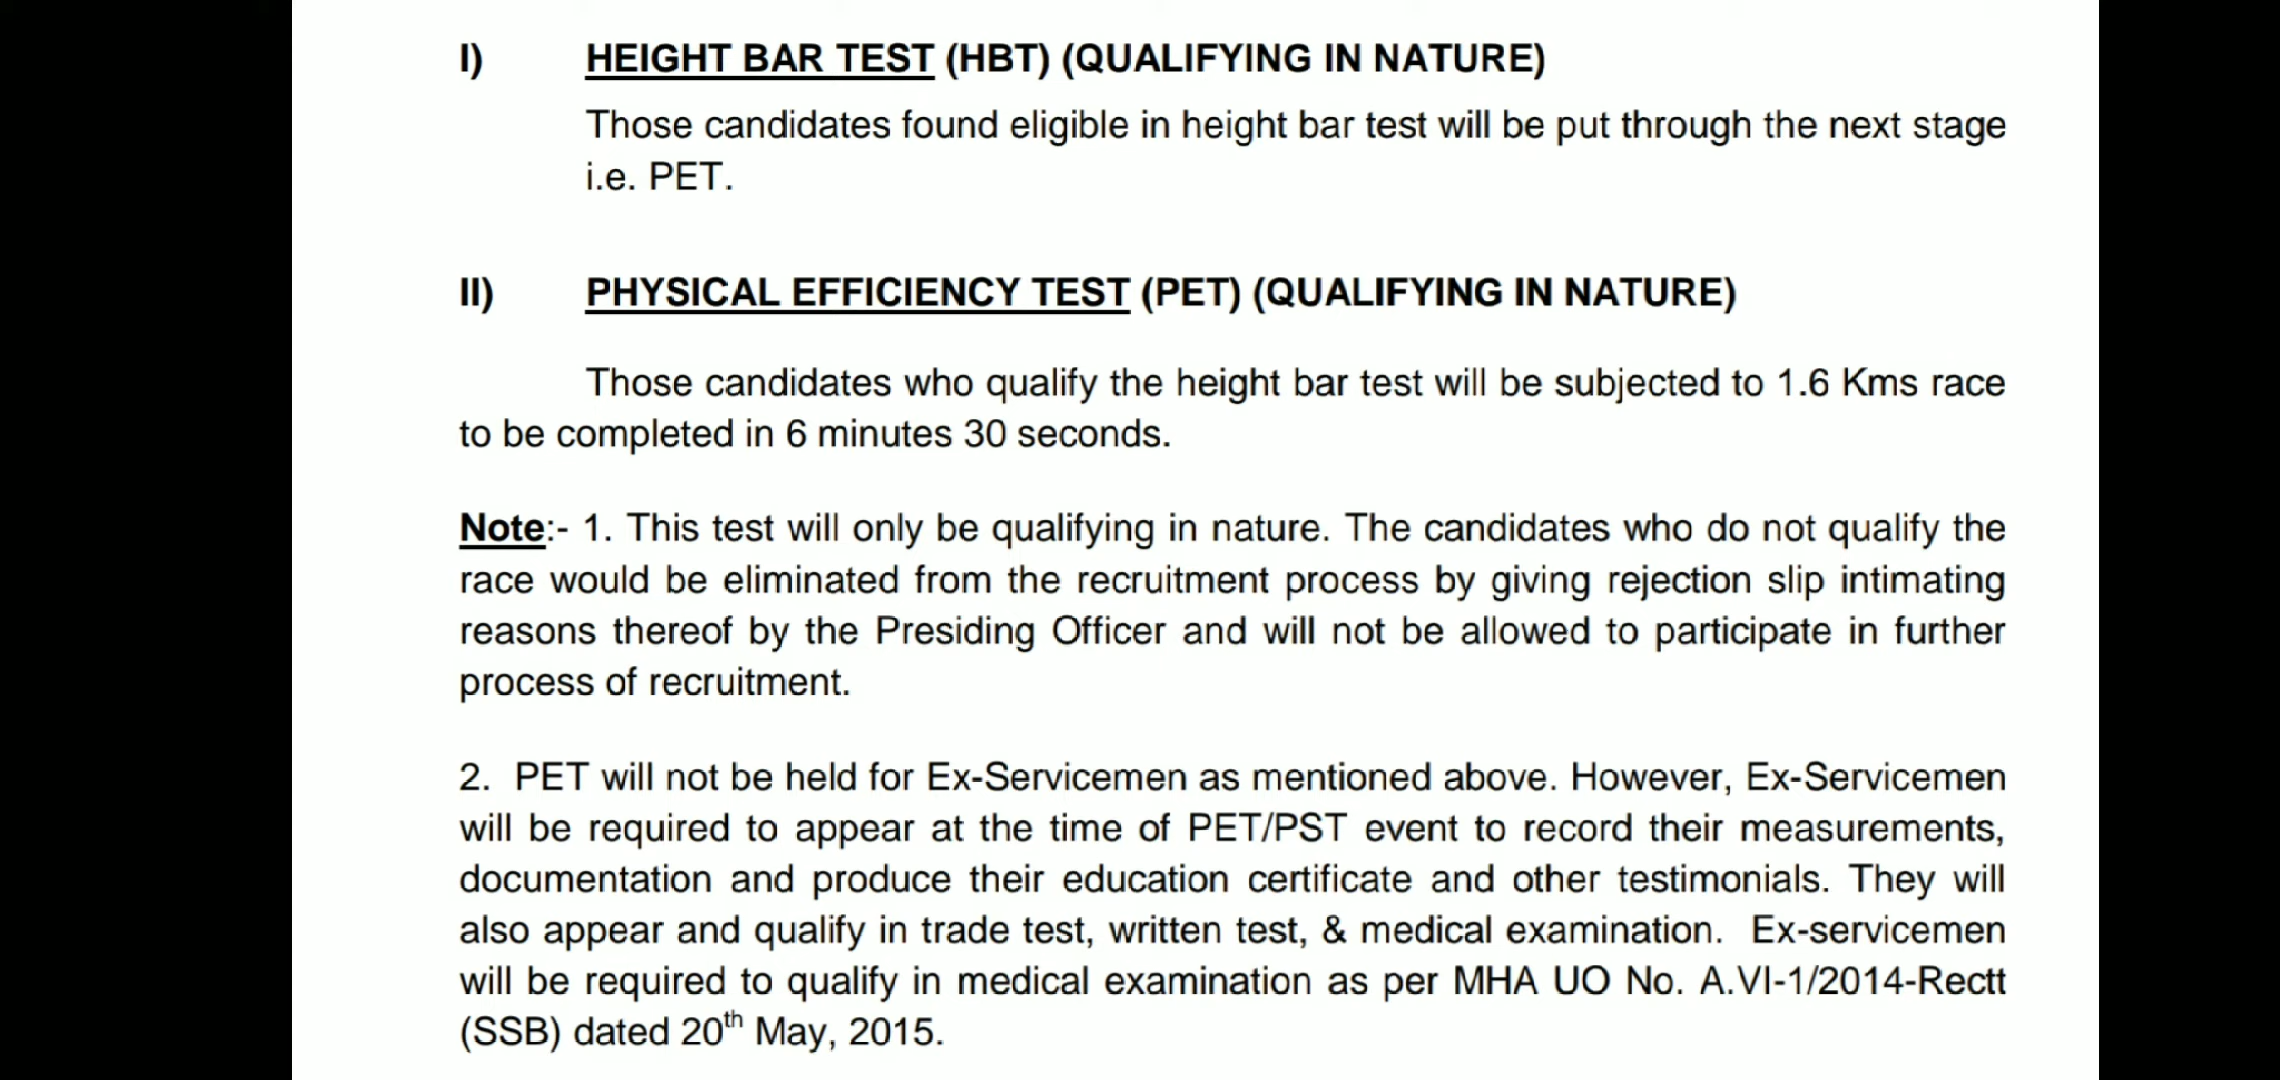 I) HEIGHT BAR TEST (HBT) (QUALIFYING IN NATURE)
Those candidates found eligible in height bar test will be put through the next stage
i.e. PET.
II) PHYSICAL EFFICIENCY TEST (PET) (QUALIFYING IN NATURE)
Those candidates who qualify the height bar test will be subjected to 1.6 Kms race
to be completed in 6 minutes 30 seconds.
Note:- 1. This test will only be qualifying in nature. The candidates who do not qualify the
race would be eliminated from the recruitment process by giving rejection slip intimating
reasons thereof by the Presiding Officer and will not be allowed to participate in further
process of recruitment.
2. PET will not be held for Ex-Servicemen as mentioned above. However, Ex-Servicemen
will be required to appear at the time of PET/PST event to record their measurements,
documentation and produce their education certificate and other testimonials. They will
also appear and qualify in trade test, written test, & medical examination. Ex-servicemen
will be required to qualify in medical examination as per MHA UO No. A.VI-1/2014-Rectt
(SSB) dated 20th May, 2015.